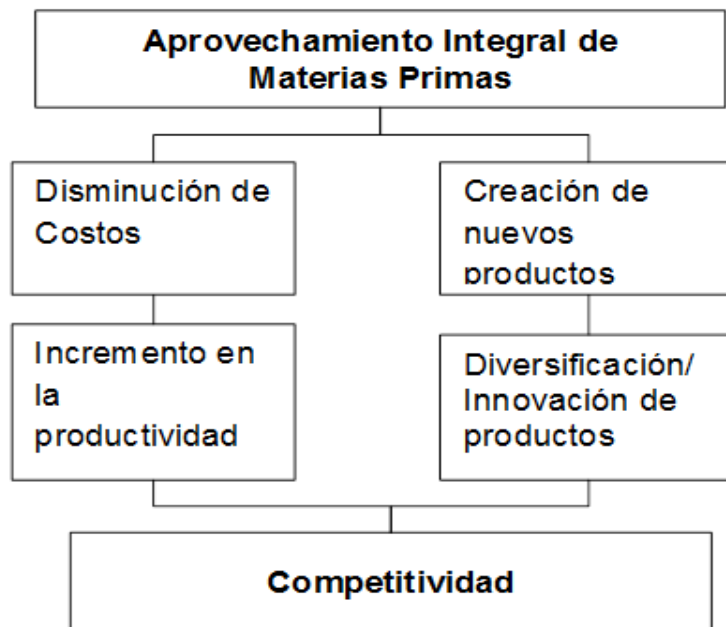 Aprovechamiento Integral de
Materias Primas
Disminución de
Costos
Creación de
nuevos
productos
Incremento en
la
productividad
Diversificación/
Innovación de
productos
Competitividad